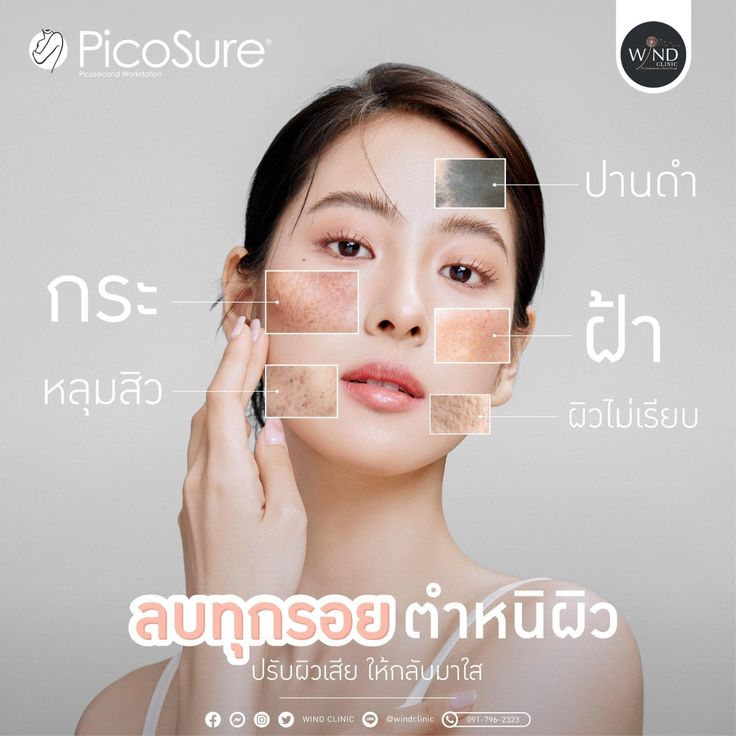 PicoSure®
Picosecond Workstation
WIND
CLINIC
ปานดำ
กระ
ฝ้า
หลุมสิว
ผิวไม่เรียบ
ลบทุกรอย ตำหนิผิว
ปรับผิวเสีย ให้กลับมาใส
WIND CLINIC @windclinic 091-796-2323